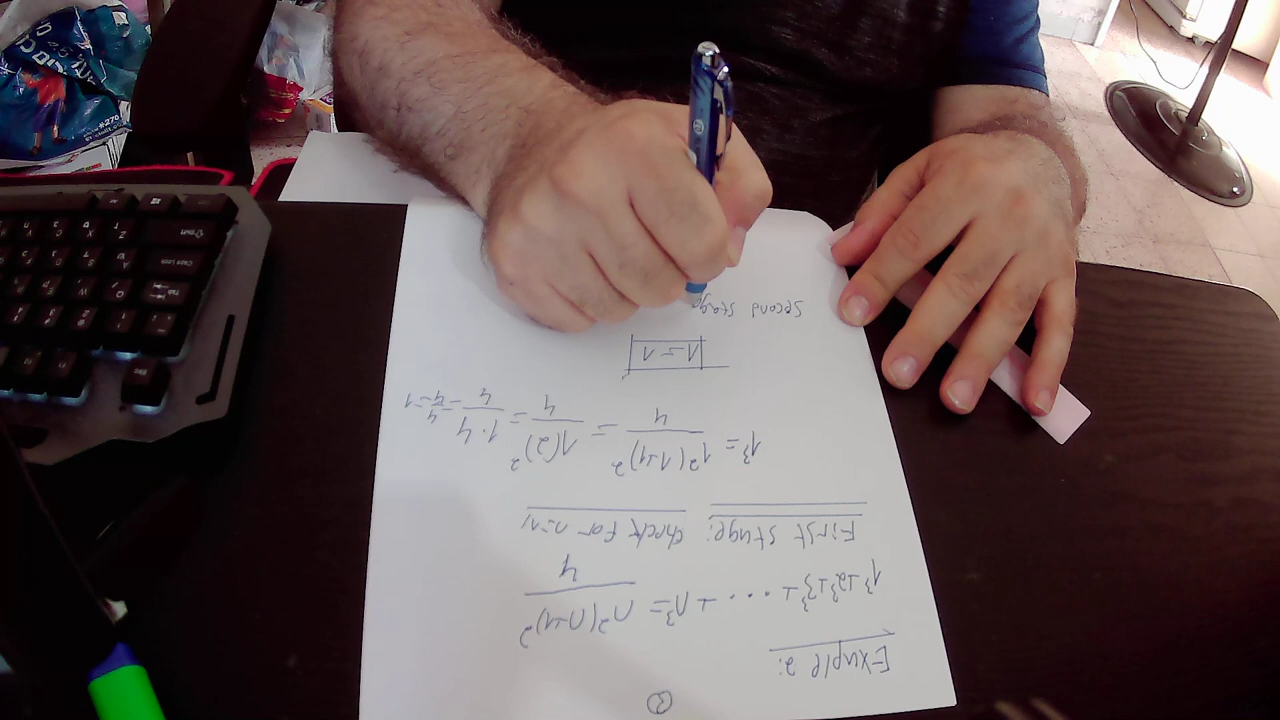 ②
Example 2:
1³+2³+3³+...+n³ = n²(n+1)²/4
First stage: check for n=1
1³ = 1²(1+1)²/4 = 1(2)²/4 = 1·4/4 = 4/4 = 1
1=1
Second stage